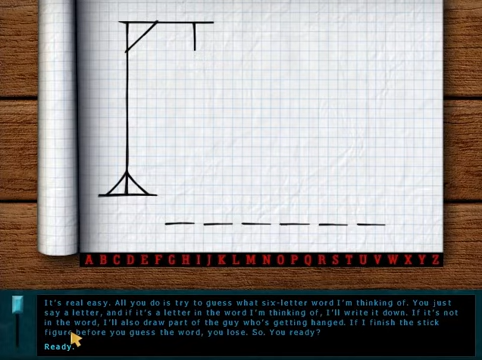 A B C D E F G H I J K L M N O P Q R S T U V W X Y Z
It's real easy. All you do is try to guess what six-letter word I'm thinking of. You just
say a letter, and if it's a letter in the word I'm thinking of, I'll write it down. If it's not
in the word, I'll also draw part of the guy who's getting hanged. If I finish the stick
figure before you guess the word, you lose. So. You ready?
Ready.